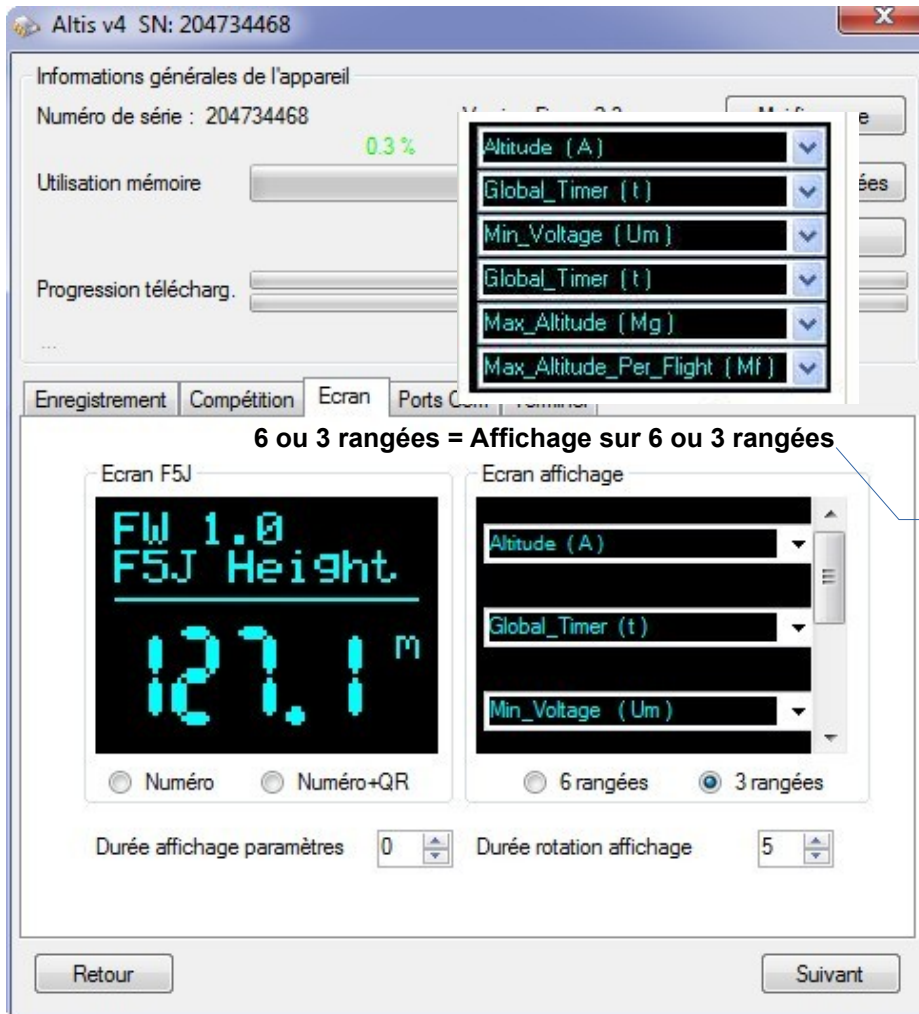 Altis v4 SN: 204734468
Informations générales de l'appareil
Numéro de série : 204734468
0.3 %
Utilisation mémoire
ées
Progression télécharg.
...
Altitude ( A )
Global_Timer ( t )
Min_Voltage ( Um )
Global_Timer ( t )
Max_Altitude ( Mg )
Max_Altitude_Per_Flight ( Mf )
Enregistrement Compétition Ecran Ports
6 ou 3 rangées = Affichage sur 6 ou 3 rangées
Ecran F5J
FW 1.0
F5J Height
127.1 m
Numéro Numéro+QR
Ecran affichage
Altitude ( A )
Global_Timer ( t )
Min_Voltage ( Um )
6 rangées 3 rangées
Durée affichage paramètres 0 Durée rotation affichage 5
Retour Suivant